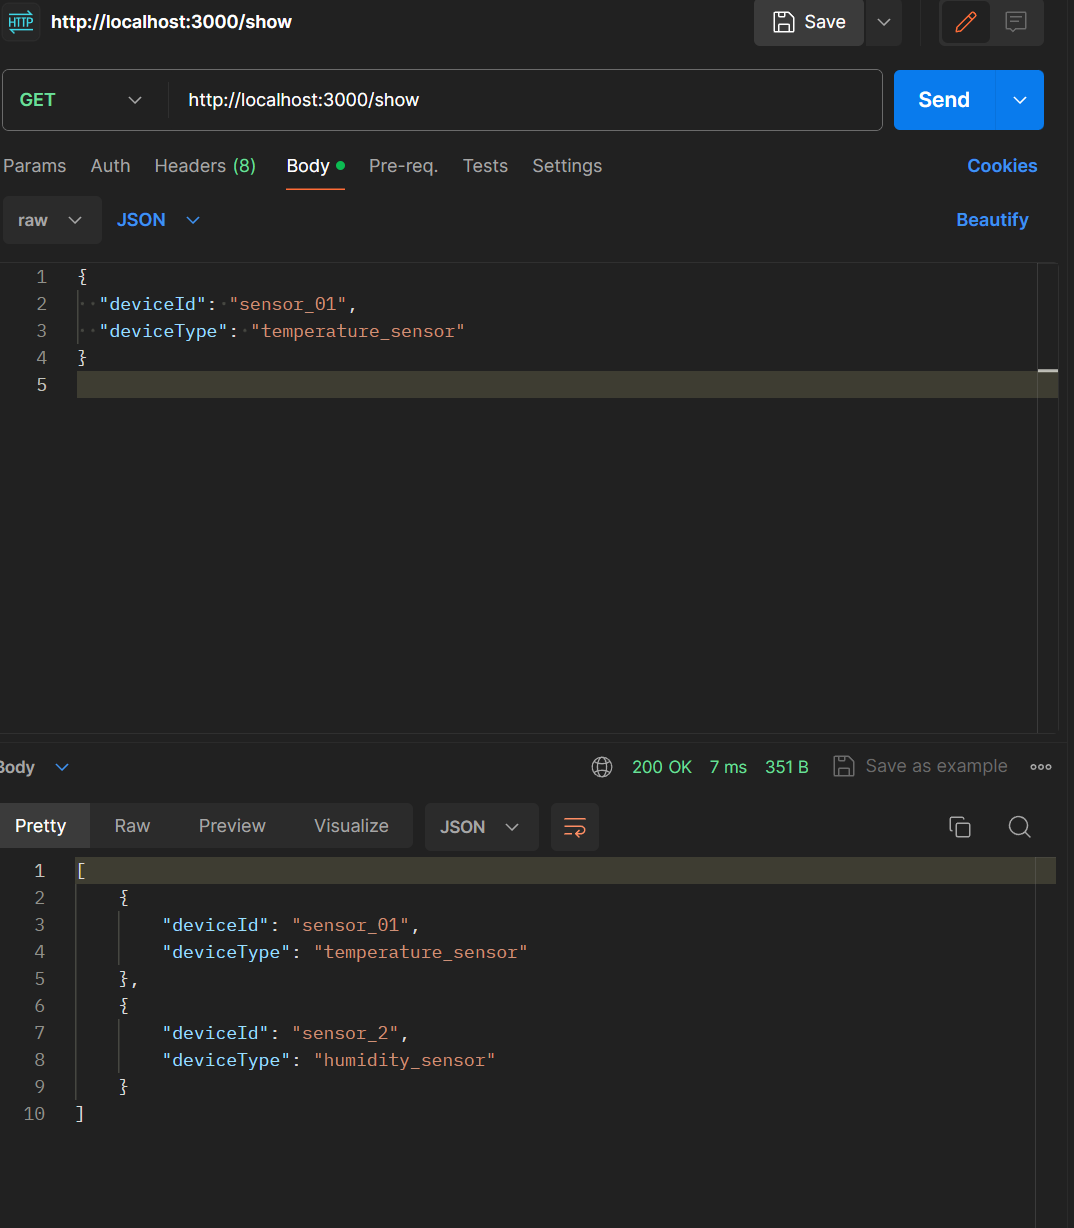 HTTP http://localhost:3000/show Save
GET http://localhost:3000/show Send
Params Auth Headers (8) Body Pre-req. Tests Settings Cookies
raw JSON Beautify
1 {
2 "deviceId": "sensor_01",
3 "deviceType": "temperature_sensor"
4 }
5
Body 200 OK 7 ms 351 B Save as example
Pretty Raw Preview Visualize JSON
1 [
2 {
3 "deviceId": "sensor_01",
4 "deviceType": "temperature_sensor"
5 },
6 {
7 "deviceId": "sensor_2",
8 "deviceType": "humidity_sensor"
9 }
10 ]